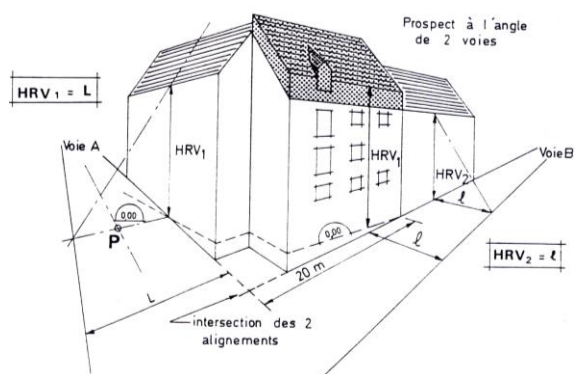 Prospect à l'angle
de 2 voies
HRV1 = L
Voie A
HRV1
HRV1
HRV2
Voie B
0,00
P
0,00
l
l
20 m
HRV2 = l
L
intersection des 2
alignements